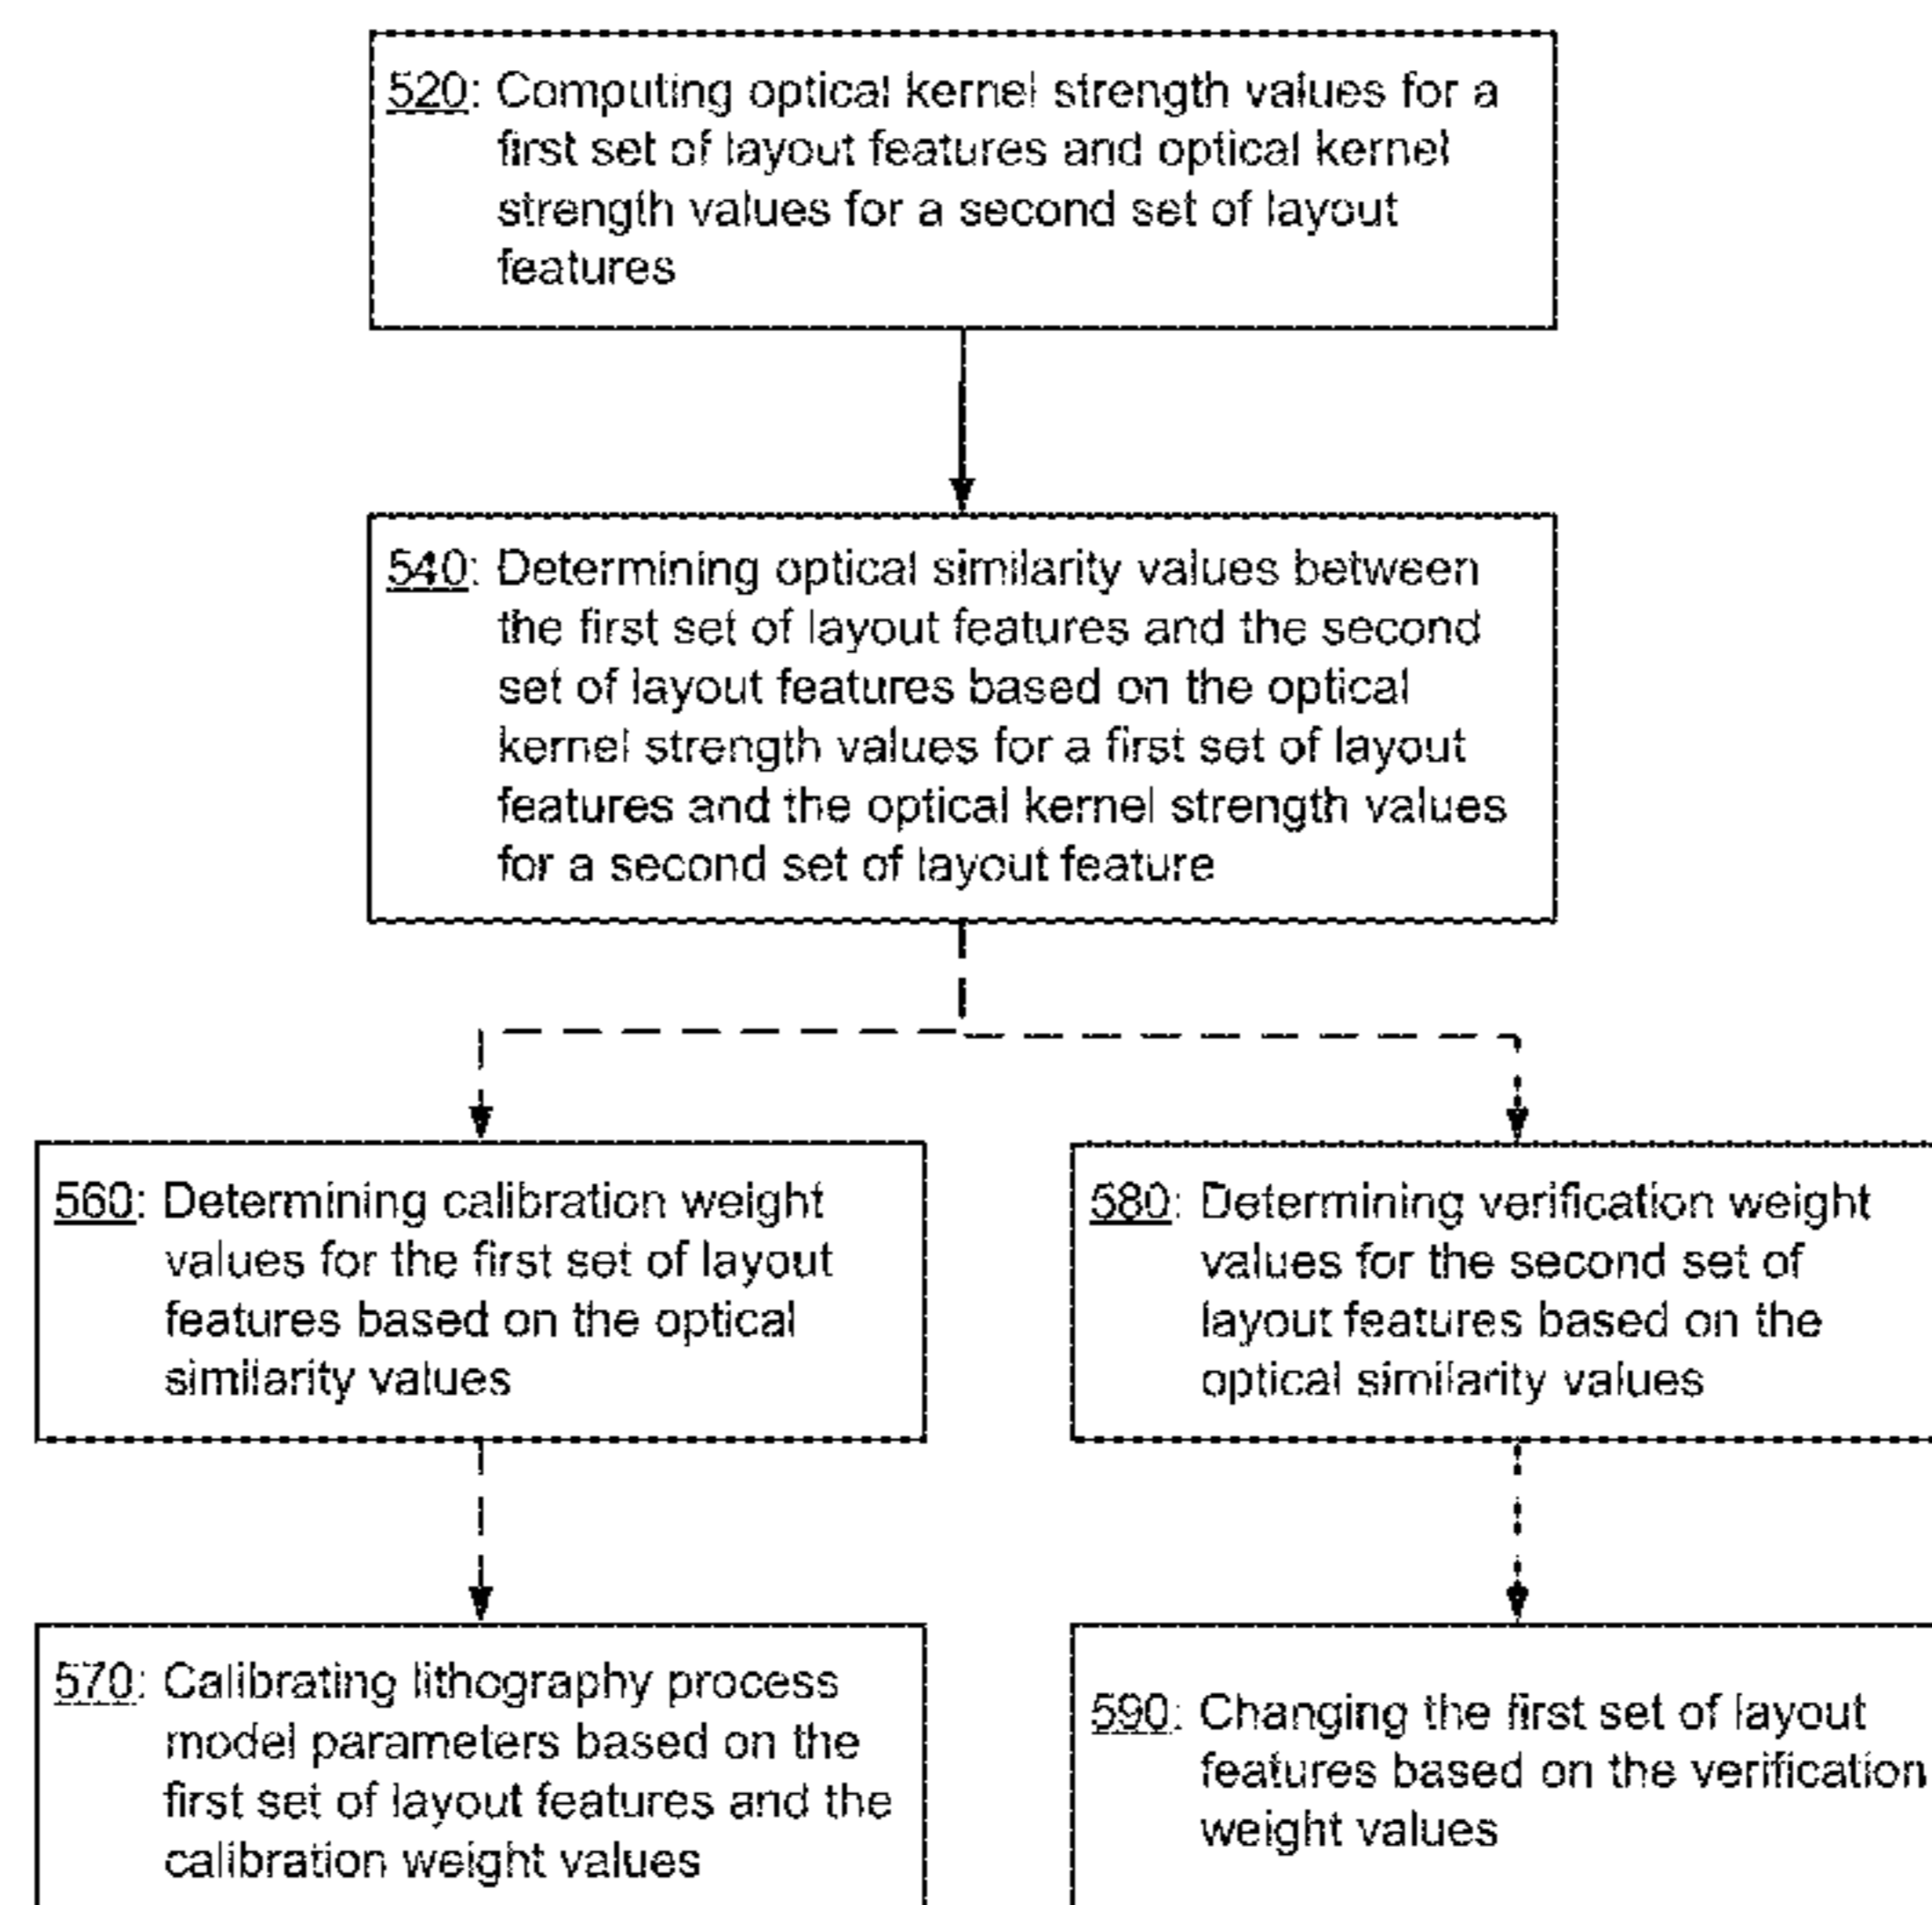 520: Computing optical kernel strength values for a
first set of layout features and optical kernel
strength values for a second set of layout
features
540: Determining optical similarity values between
the first set of layout features and the second
set of layout features based on the optical
kernel strength values for a first set of layout
features and the optical kernel strength values
for a second set of layout feature
560: Determining calibration weight
values for the first set of layout
features based on the optical
similarity values
580: Determining verification weight
values for the second set of
layout features based on the
optical similarity values
570: Calibrating lithography process
model parameters based on the
first set of layout features and the
calibration weight values
590: Changing the first set of layout
features based on the verification
weight values